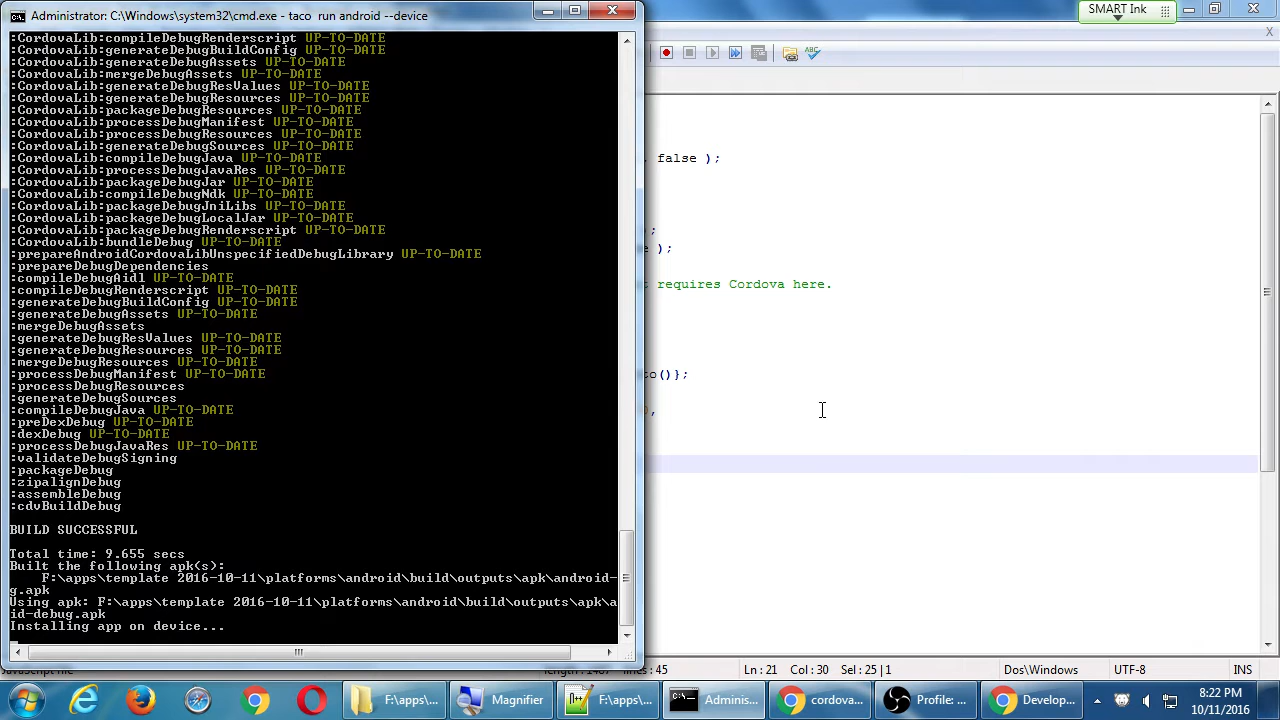 Administrator: C:\Windows\system32\cmd.exe - taco run android --device
SMART Ink
:CordovaLib:compileDebugRenderscript UP-TO-DATE
:CordovaLib:generateDebugBuildConfig UP-TO-DATE
:CordovaLib:generateDebugAssets UP-TO-DATE
:CordovaLib:mergeDebugAssets UP-TO-DATE
:CordovaLib:generateDebugResValues UP-TO-DATE
:CordovaLib:generateDebugResources UP-TO-DATE
:CordovaLib:packageDebugResources UP-TO-DATE
:CordovaLib:processDebugManifest UP-TO-DATE
:CordovaLib:processDebugResources UP-TO-DATE
:CordovaLib:generateDebugSources UP-TO-DATE
:CordovaLib:compileDebugJava UP-TO-DATE
:CordovaLib:processDebugJavaRes UP-TO-DATE
:CordovaLib:packageDebugJar UP-TO-DATE
:CordovaLib:compileDebugNdk UP-TO-DATE
:CordovaLib:packageDebugJniLibs UP-TO-DATE
:CordovaLib:packageDebugLocalJar UP-TO-DATE
:CordovaLib:packageDebugRenderscript UP-TO-DATE
:CordovaLib:bundleDebug UP-TO-DATE
:prepareAndroidCordovaLibUnspecifiedDebugLibrary UP-TO-DATE
:prepareDebugDependencies
:compileDebugAidl UP-TO-DATE
:compileDebugRenderscript UP-TO-DATE
:generateDebugBuildConfig UP-TO-DATE
:generateDebugAssets UP-TO-DATE
:mergeDebugAssets
:generateDebugResValues UP-TO-DATE
:generateDebugResources UP-TO-DATE
:mergeDebugResources UP-TO-DATE
:processDebugManifest UP-TO-DATE
:processDebugResources
:generateDebugSources
:compileDebugJava UP-TO-DATE
:preDexDebug UP-TO-DATE
:dexDebug UP-TO-DATE
:processDebugJavaRes UP-TO-DATE
:validateDebugSigning
:packageDebug
:zipalignDebug
:assembleDebug
:cdvBuildDebug
BUILD SUCCESSFUL
Total time: 9.655 secs
Built the following apk(s):
F:\apps\template 2016-10-11\platforms\android\build\outputs\apk\android-
g.apk
Using apk: F:\apps\template 2016-10-11\platforms\android\build\outputs\apk\a
id-debug.apk
Installing app on device...
ABC
, false );
);
e );
t requires Cordova here.
to()};
),
length : 1407 lines : 45 Ln : 21 Col : 30 Sel : 25 | 1 Dos\Windows UTF-8 INS
F:\apps\... Magnifier F:\apps\... Adminis... cordova... Profile: ... Develop...
8:22 PM
10/11/2016